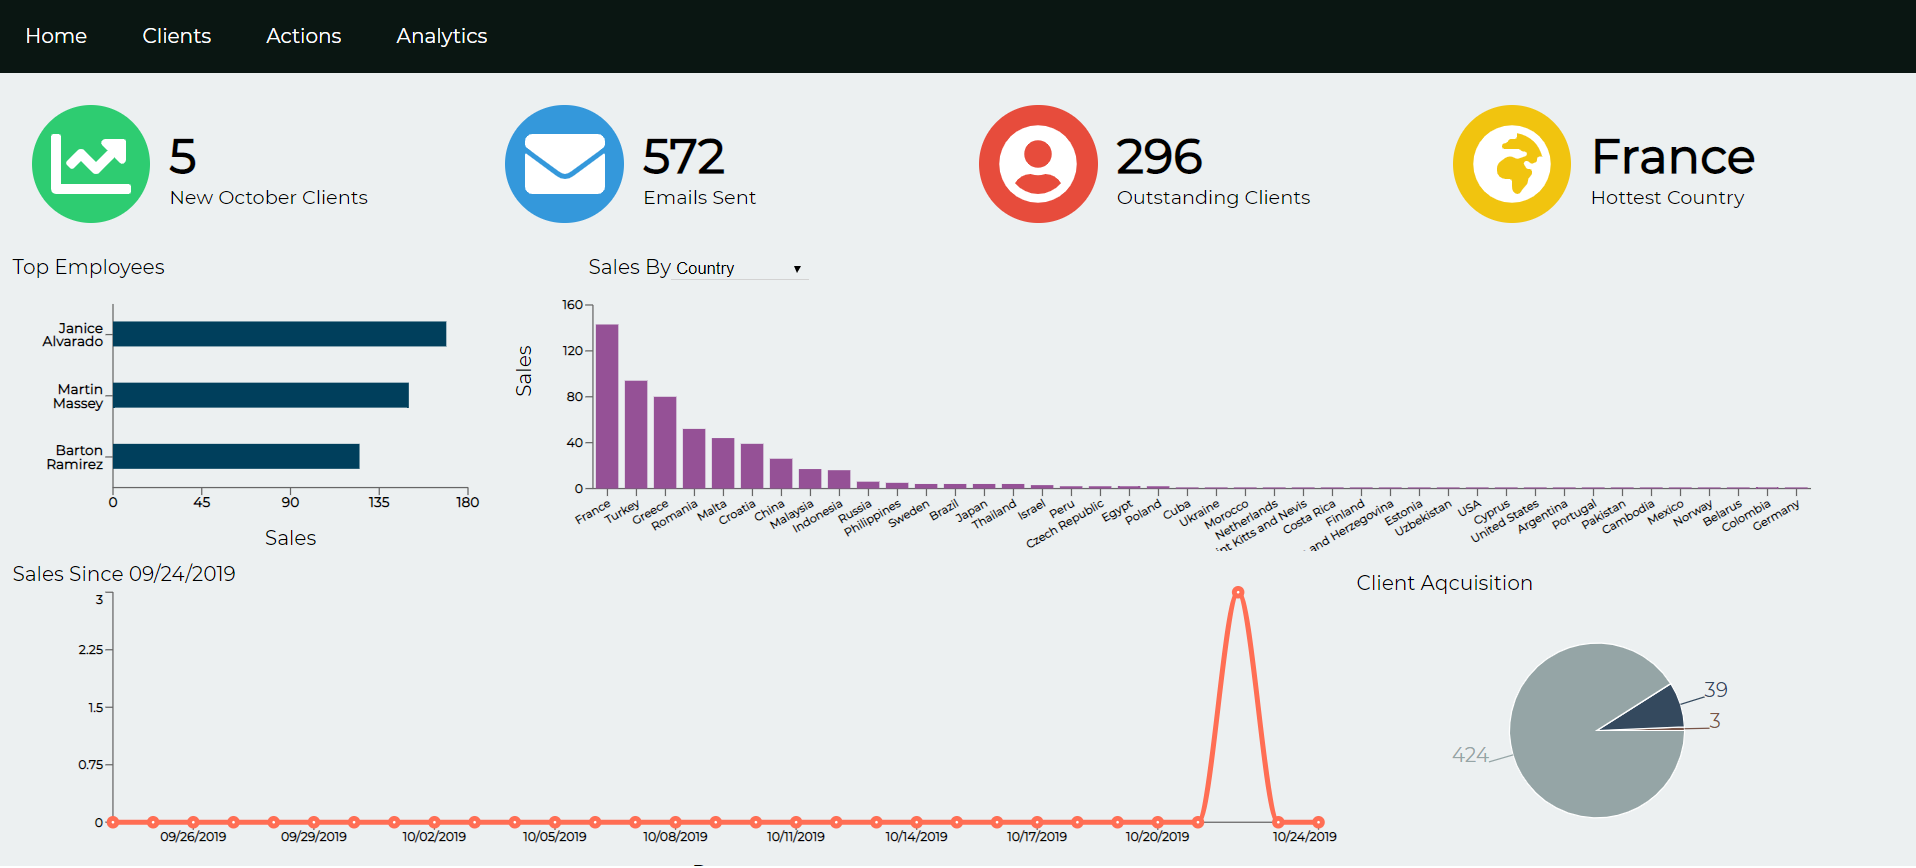 Home Clients Actions Analytics
5
New October Clients
572
Emails Sent
296
Outstanding Clients
France
Hottest Country
Top Employees
Janice
Alvarado
Martin
Massey
Barton
Ramirez
0 45 90 135 180
Sales
Sales By Country
160
120
80
40
0
Sales
France Turkey Greece Romania Malta Croatia China Malaysia Indonesia Russia Philippines Sweden Brazil Japan Thailand Israel Peru Czech Republic Egypt Poland Cuba Ukraine Morocco Netherlands int Kitts and Nevis Costa Rica Finland and Herzegovina Estonia Uzbekistan USA Cyprus United States Argentina Portugal Pakistan Cambodia Mexico Norway Belarus Colombia Germany
Sales Since 09/24/2019
3
2.25
1.5
0.75
0
09/26/2019 09/29/2019 10/02/2019 10/05/2019 10/08/2019 10/11/2019 10/14/2019 10/17/2019 10/20/2019 10/24/2019
Client Aqcuisition
39
3
424